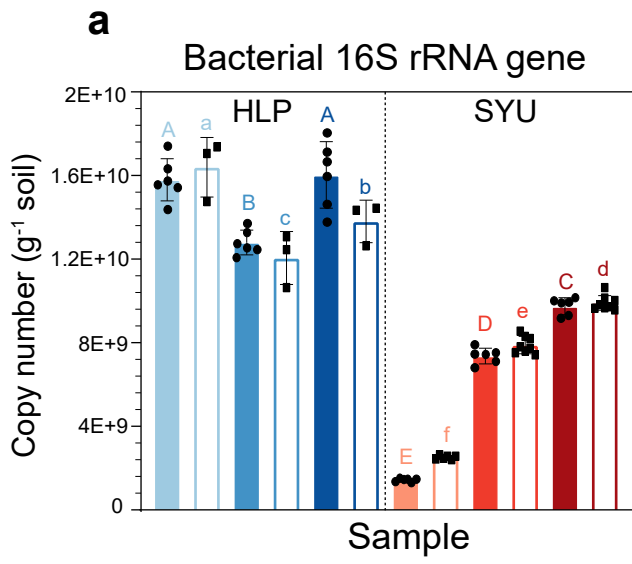 a
Bacterial 16S rRNA gene
Copy number (g⁻¹ soil)
2E+10
1.6E+10
1.2E+10
8E+9
4E+9
0
HLP
SYU
A
a
B
c
A
b
E
f
D
e
C
d
Sample